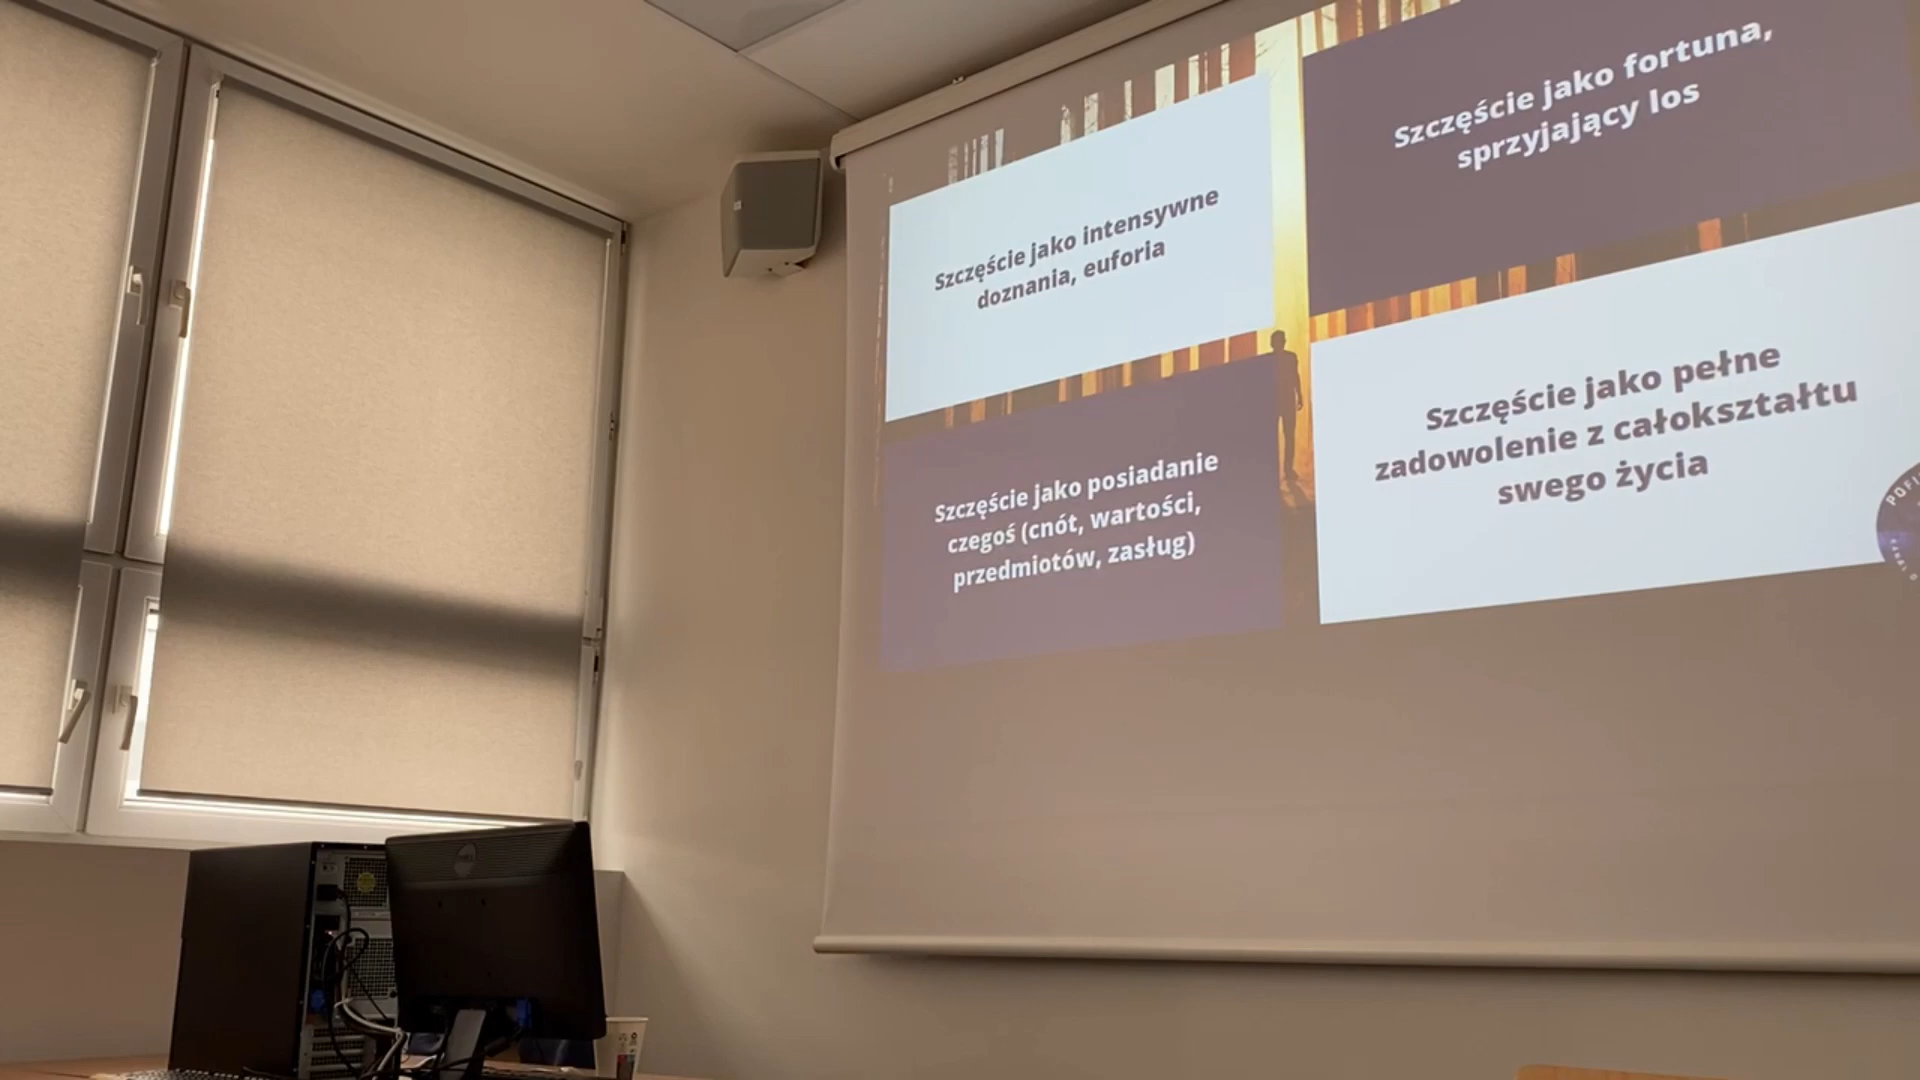 Szczęście jako intensywne
doznania, euforia
Szczęście jako fortuna,
sprzyjający los
Szczęście jako posiadanie
czegoś (cnót, wartości,
przedmiotów, zasług)
Szczęście jako pełne
zadowolenie z całokształtu
swego życia